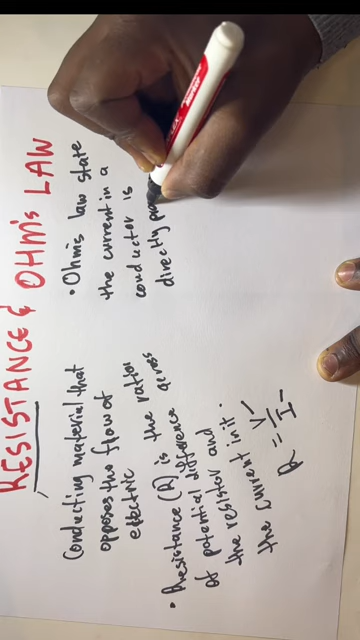 RESISTANCE & OHM's LAW
Conducting material that
opposes the flow of
electric
• Resistance (R) is the ratio
of potential difference across
the resistor and
the current in it.
R = V/I
• Ohm's law state
the current in a
conductor is
directly pro